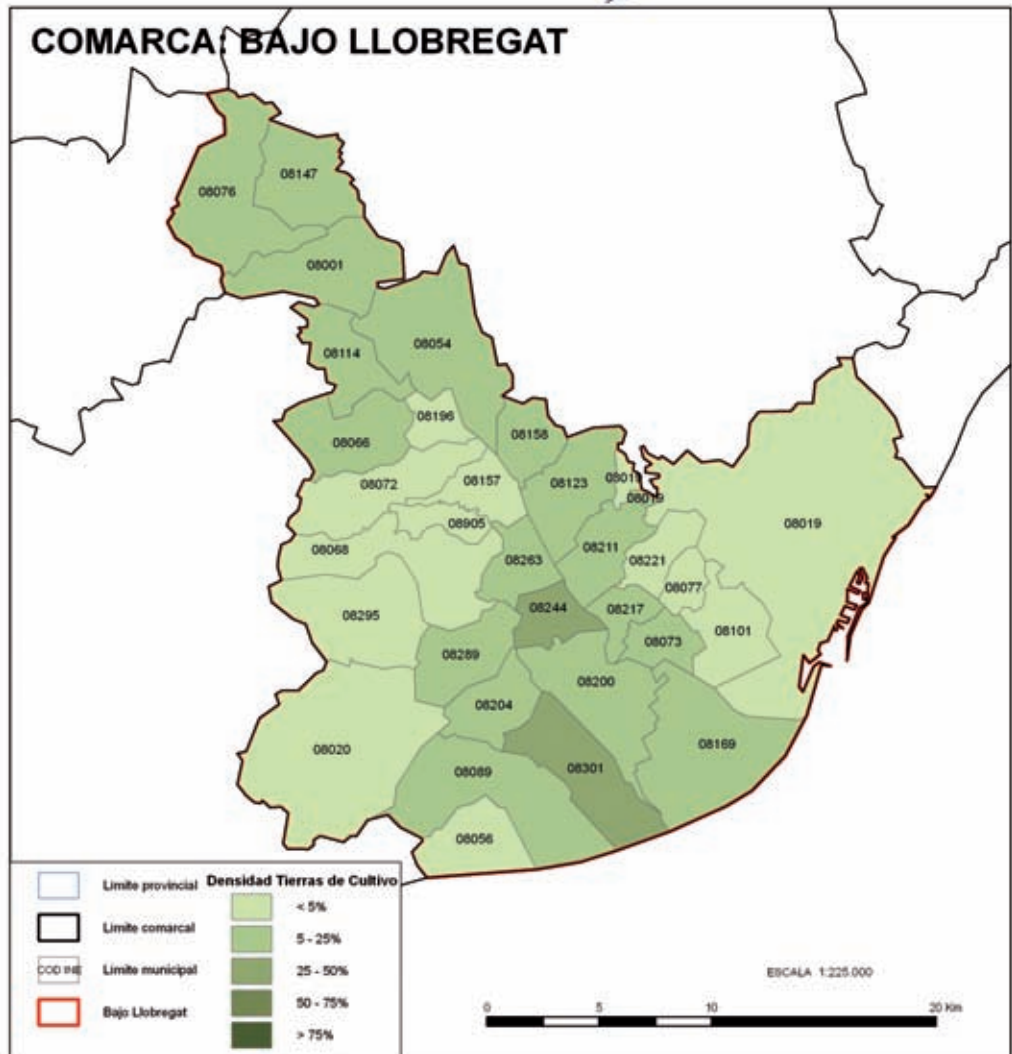 COMARCA: BAJO LLOBREGAT
08147
08076
08001
08054
08114
08196
08158
08066
08157
08072
08123
08019
08019
08019
08905
08211
08068
08263
08221
08077
08244
08217
08295
08101
08073
08289
08200
08204
08169
08020
08301
08089
08056
Limite provincial
Limite comarcal
COD INE
Limite municipal
Bajo Llobregat
Densidad Tierras de Cultivo
< 5%
5 - 25%
25 - 50%
50 - 75%
> 75%
ESCALA 1:225.000
0 5 10 20 Km